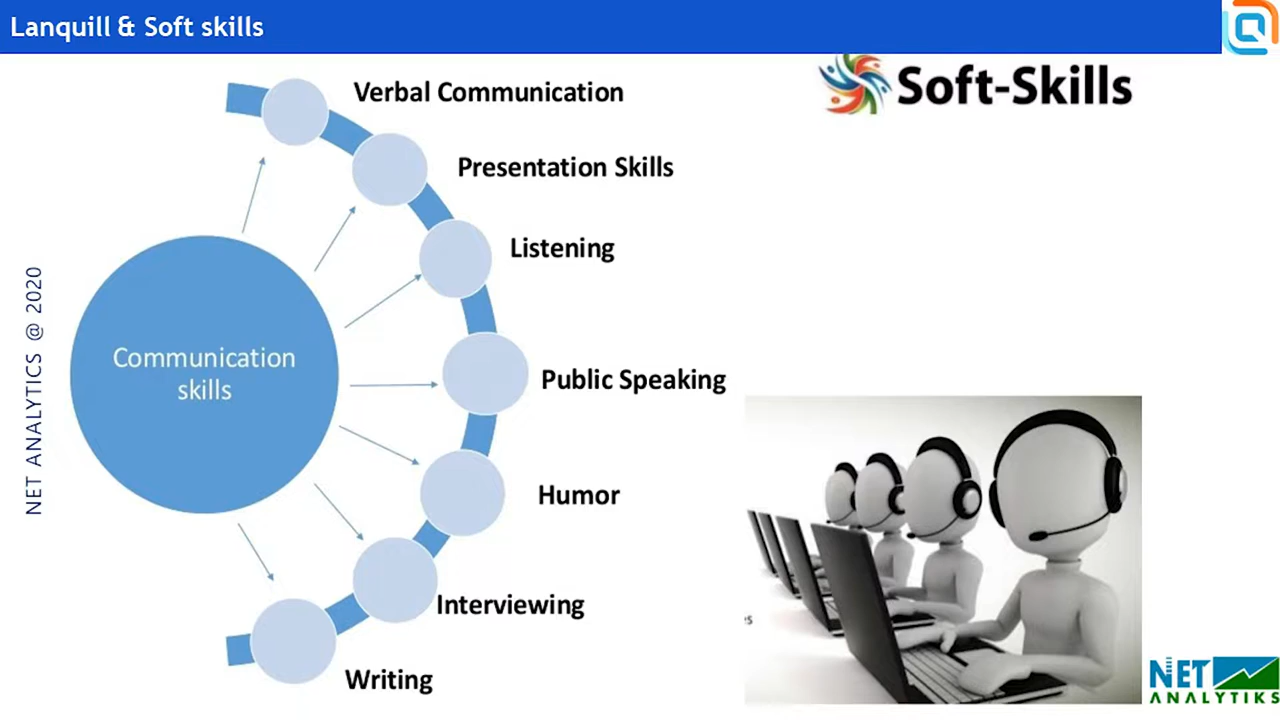 Lanquill & Soft skills
Soft-Skills
Verbal Communication
Presentation Skills
Listening
Public Speaking
Humor
Interviewing
Writing
Communication
skills
NET ANALYTICS @ 2020
es
NET
ANALYTIKS